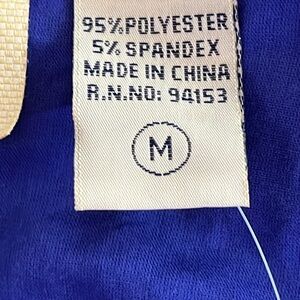 95%POLYESTER
5% SPANDEX
MADE IN CHINA
R.N.NO: 94153
M